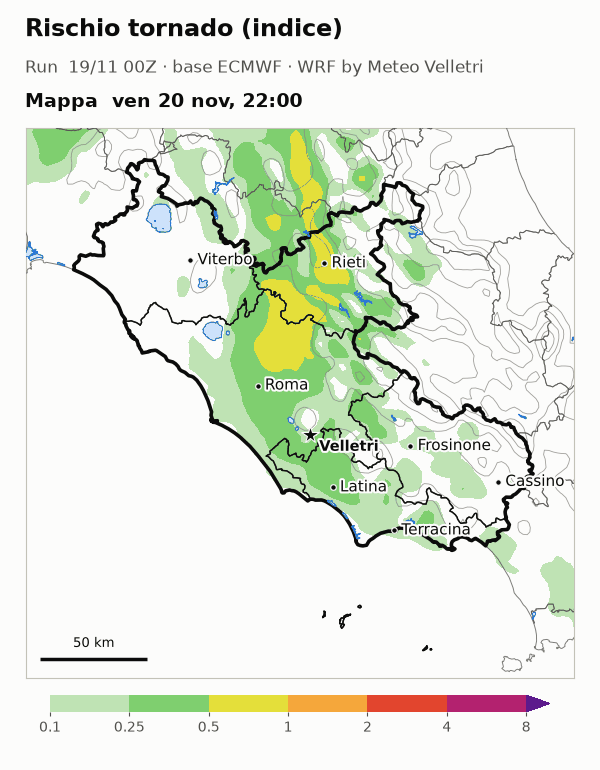 Rischio tornado (indice)
Run  19/11 00Z · base ECMWF · WRF by Meteo Velletri
Mappa  ven 20 nov, 22:00
Viterbo
Rieti
Roma
Velletri
Frosinone
Latina
Cassino
Terracina
50 km
0.1 0.25 0.5 1 2 4 8